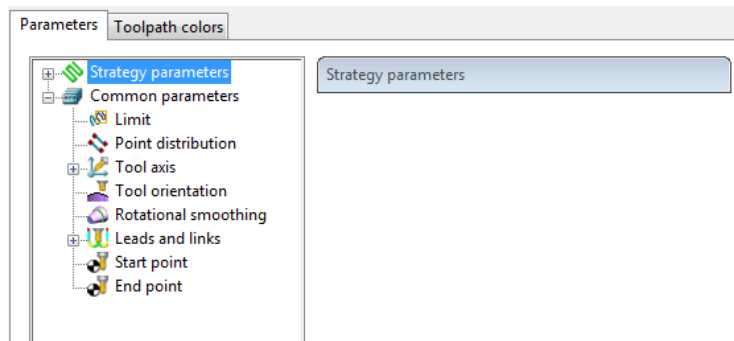 Parameters
Toolpath colors
Strategy parameters
Strategy parameters
Common parameters
Limit
Point distribution
Tool axis
Tool orientation
Rotational smoothing
Leads and links
Start point
End point